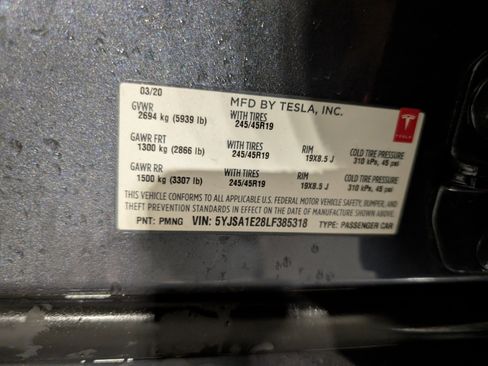 03/20 MFD BY TESLA, INC.
GVWR
2694 kg (5939 lb) WITH TIRES 245/45R19
GAWR FRT
1300 kg (2866 lb) WITH TIRES 245/45R19 RIM 19X8.5 J COLD TIRE PRESSURE 310 kPs, 45 psi
GAWR RR
1500 kg (3307 lb) WITH TIRES 245/45R19 RIM 19X8.5 J COLD TIRE PRESSURE 310 kPs, 45 psi
THIS VEHICLE CONFORMS TO ALL APPLICABLE U.S. FEDERAL MOTOR VEHICLE SAFETY, BUMPER, AND
THEFT PREVENTION STANDARDS IN EFFECT ON THE DATE OF MANUFACTURE SHOWN ABOVE.
PNT: PMNG VIN: 5YJSA1E28LF385318 TYPE: PASSENGER CAR